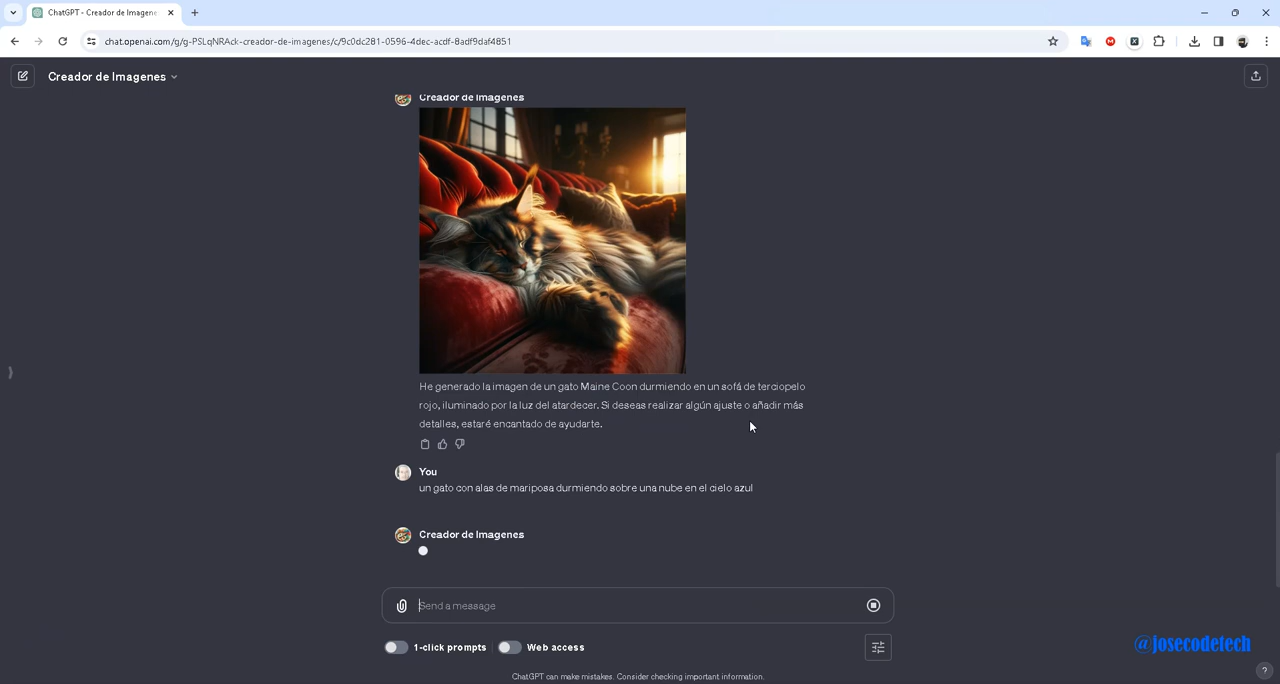 ChatGPT - Creador de Imagene
chat.openai.com/g/g-PSLqNRAck-creador-de-imagenes/c/9c0dc281-0596-4dec-acdf-8adf9daf4851
Creador de Imagenes
Creador de Imagenes
He generado la imagen de un gato Maine Coon durmiendo en un sofá de terciopelo
rojo, iluminado por la luz del atardecer. Si deseas realizar algún ajuste o añadir más
detalles, estaré encantado de ayudarte.
You
un gato con alas de mariposa durmiendo sobre una nube en el cielo azul
Creador de Imagenes
Send a message
1-click prompts Web access
@josecodetech
ChatGPT can make mistakes. Consider checking important information.
?